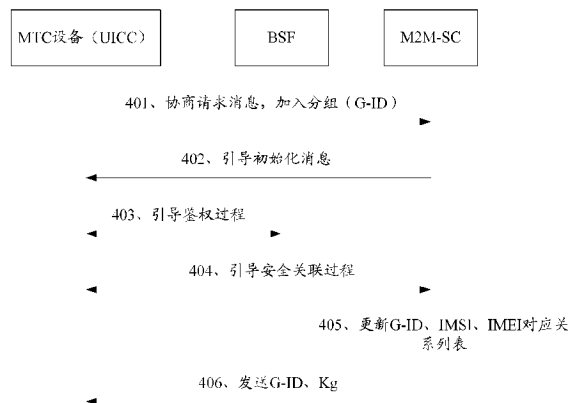 MTC设备（UICC）
BSF
M2M-SC
401、协商请求消息，加入分组（G-ID）
402、引导初始化消息
403、引导鉴权过程
404、引导安全关联过程
405、更新G-ID、IMSI、IMEI对应关
系列表
406、发送G-ID、Kg